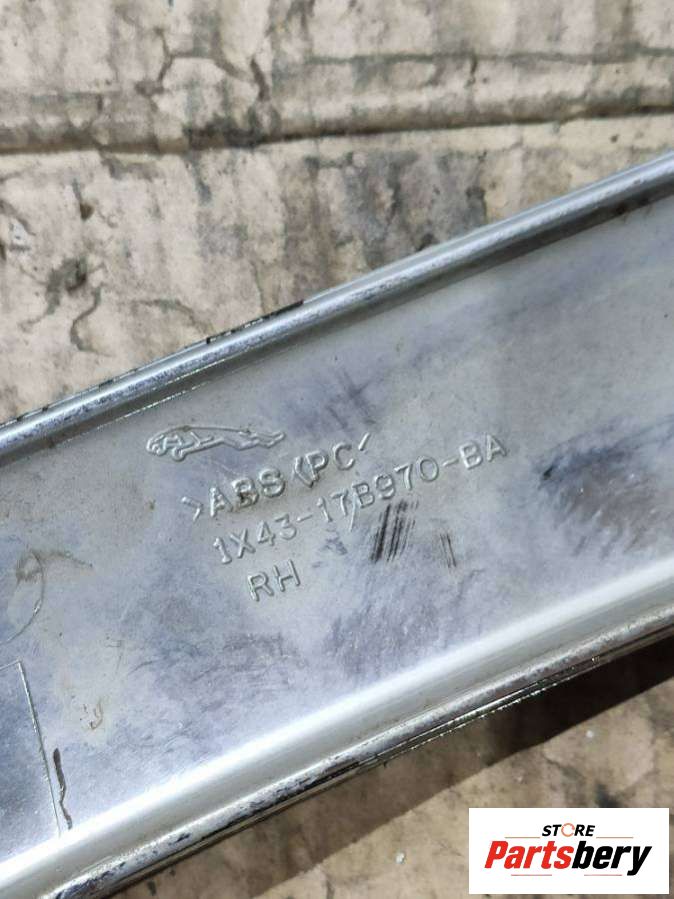 >ABS/PC<
1X43-17B970-BA
RH
STORE
Partsbery